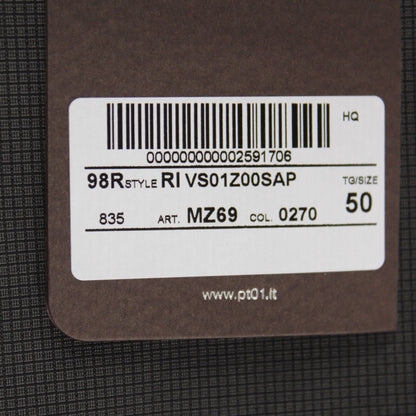 HQ
000000000002591706
98R STYLE RI VS01Z00SAP TG/SIZE
835 ART. MZ69 COL. 0270 50
www.pt01.it